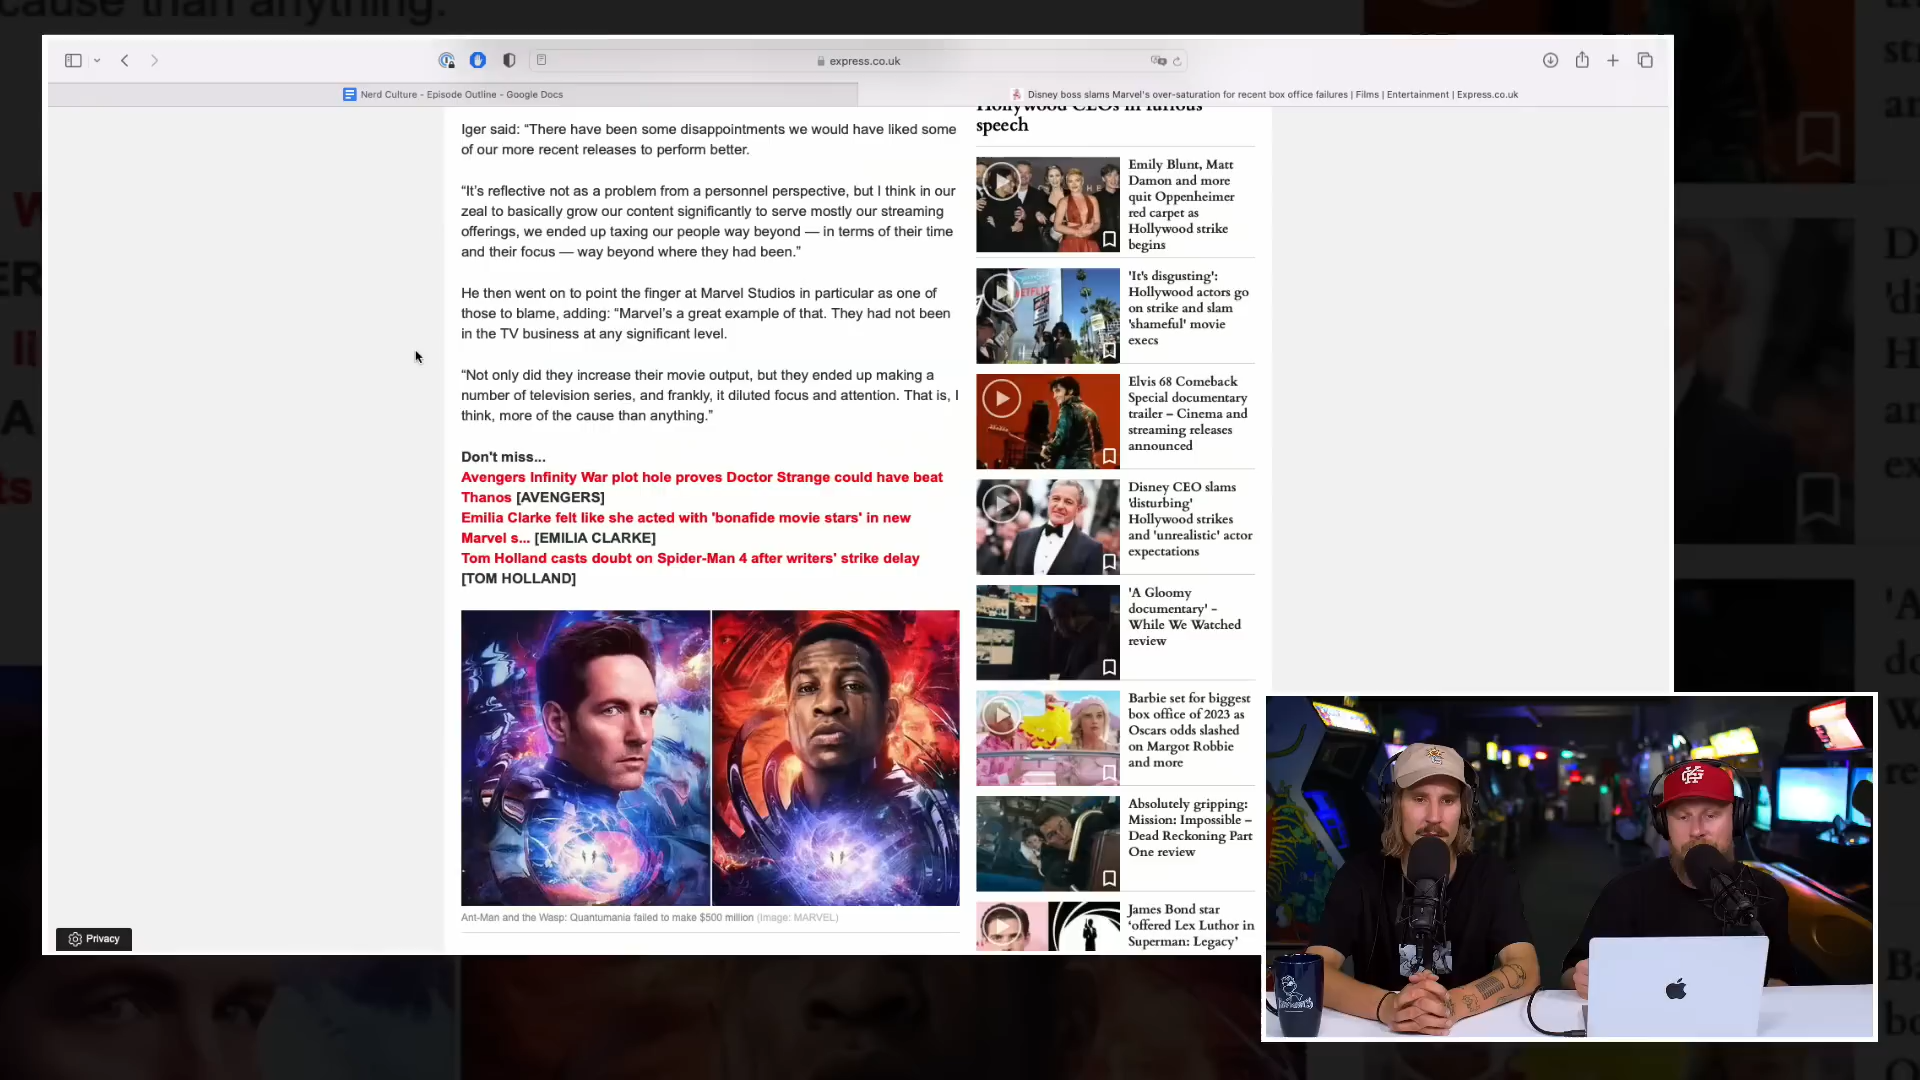 cause than anything.
express.co.uk
Nerd Culture - Episode Outline - Google Docs
Disney boss slams Marvel's over-saturation for recent box office failures | Films | Entertainment | Express.co.uk
Iger said: “There have been some disappointments we would have liked some
of our more recent releases to perform better.
“It’s reflective not as a problem from a personnel perspective, but I think in our
zeal to basically grow our content significantly to serve mostly our streaming
offerings, we ended up taxing our people way beyond — in terms of their time
and their focus — way beyond where they had been.”
He then went on to point the finger at Marvel Studios in particular as one of
those to blame, adding: “Marvel’s a great example of that. They had not been
in the TV business at any significant level.
“Not only did they increase their movie output, but they ended up making a
number of television series, and frankly, it diluted focus and attention. That is, I
think, more of the cause than anything.”
Don't miss...
Avengers Infinity War plot hole proves Doctor Strange could have beat
Thanos [AVENGERS]
Emilia Clarke felt like she acted with 'bonafide movie stars' in new
Marvel s... [EMILIA CLARKE]
Tom Holland casts doubt on Spider-Man 4 after writers' strike delay
[TOM HOLLAND]
Ant-Man and the Wasp: Quantumania failed to make $500 million (Image: MARVEL)
Hollywood CEOs in furious
speech
Emily Blunt, Matt
Damon and more
quit Oppenheimer
red carpet as
Hollywood strike
begins
'It's disgusting':
Hollywood actors go
on strike and slam
'shameful' movie
execs
Elvis 68 Comeback
Special documentary
trailer – Cinema and
streaming releases
announced
Disney CEO slams
'disturbing'
Hollywood strikes
and 'unrealistic' actor
expectations
'A Gloomy
documentary' -
While We Watched
review
Barbie set for biggest
box office of 2023 as
Oscars odds slashed
on Margot Robbie
and more
Absolutely gripping:
Mission: Impossible –
Dead Reckoning Part
One review
James Bond star
‘offered Lex Luthor in
Superman: Legacy’
Privacy
NETFLIX